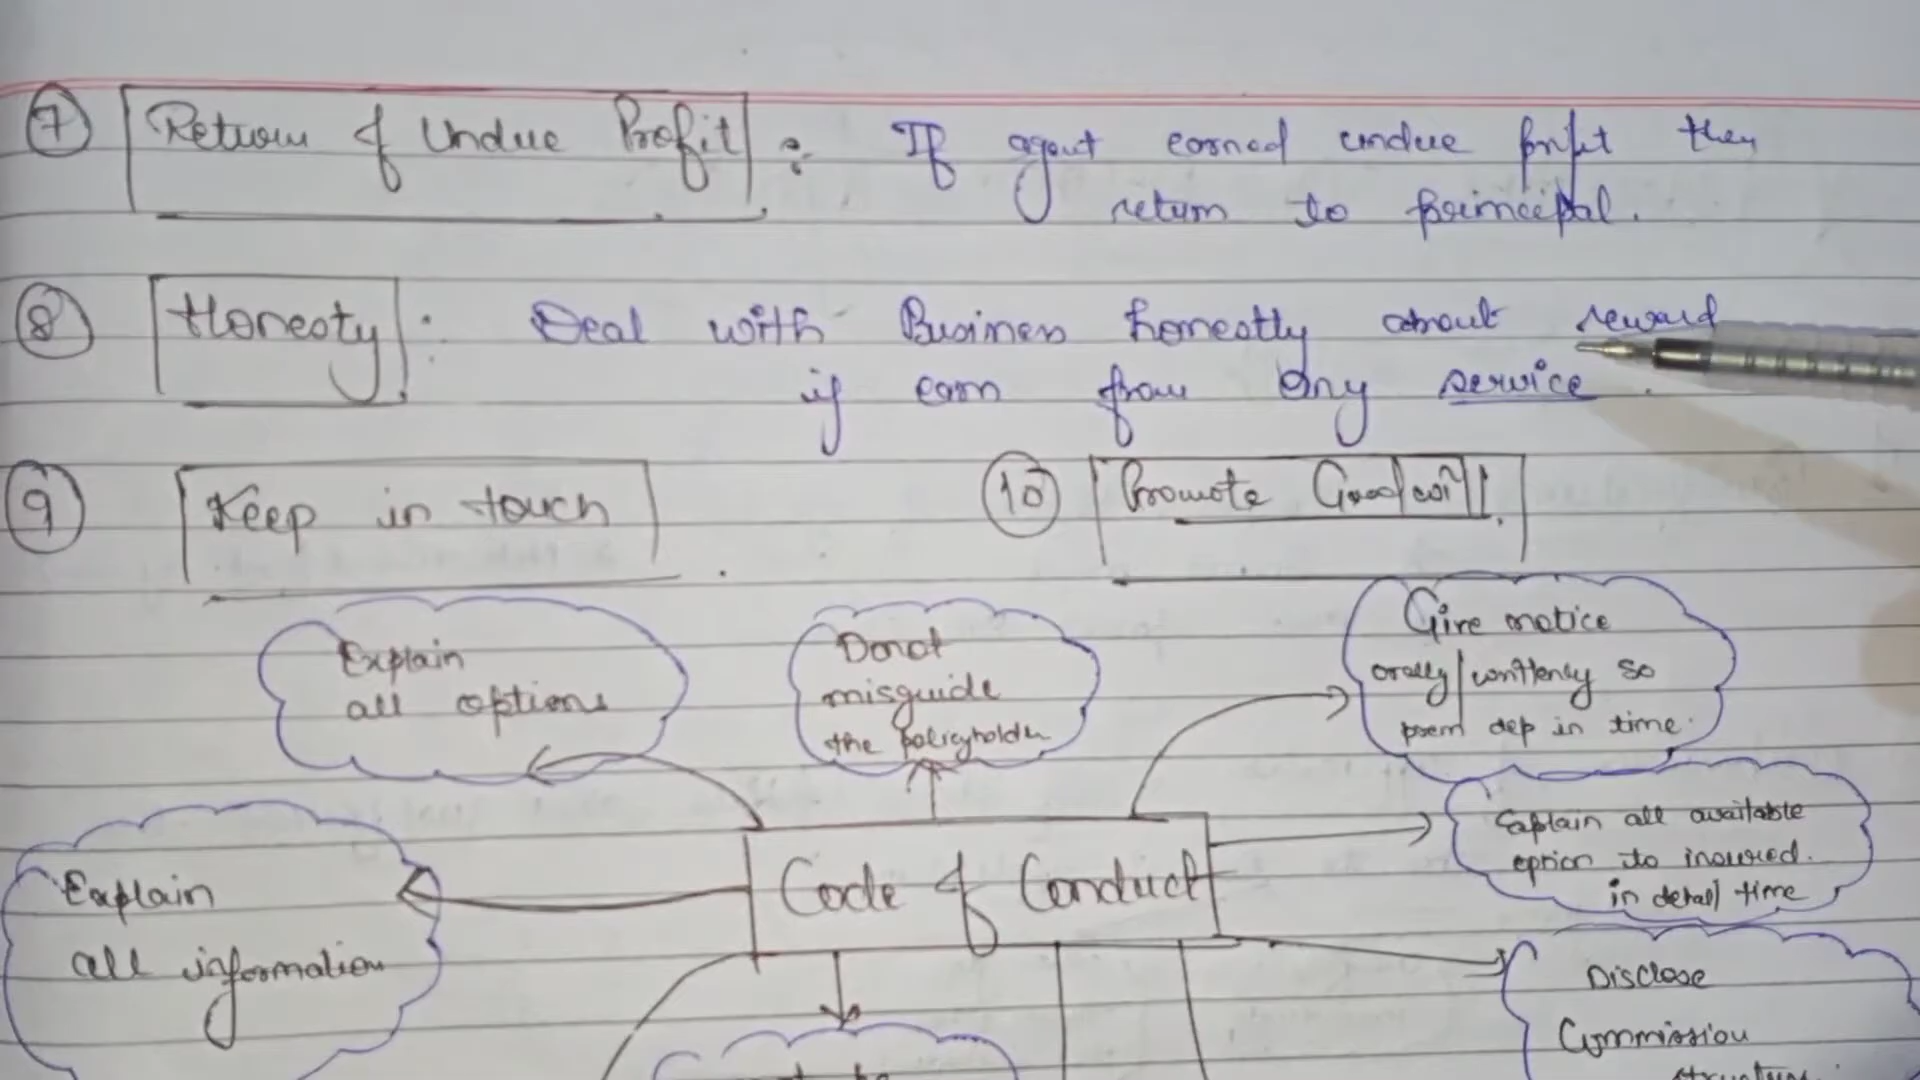 7 Return of Undue Profit : If agent earned undue profit then
return to principal.
8 Honesty : Deal with Business honestly about reward
if earn from any service.
9 Keep in touch
10 Promote Goodwill.
Explain
all options
Donot
misguide
the policyholder
Give notice
orally/writtenly so
prem dep in time.
Explain all available
option to insured.
in detail/time
Code of Conduct
Explain
all information
Disclose
Commission
structure.